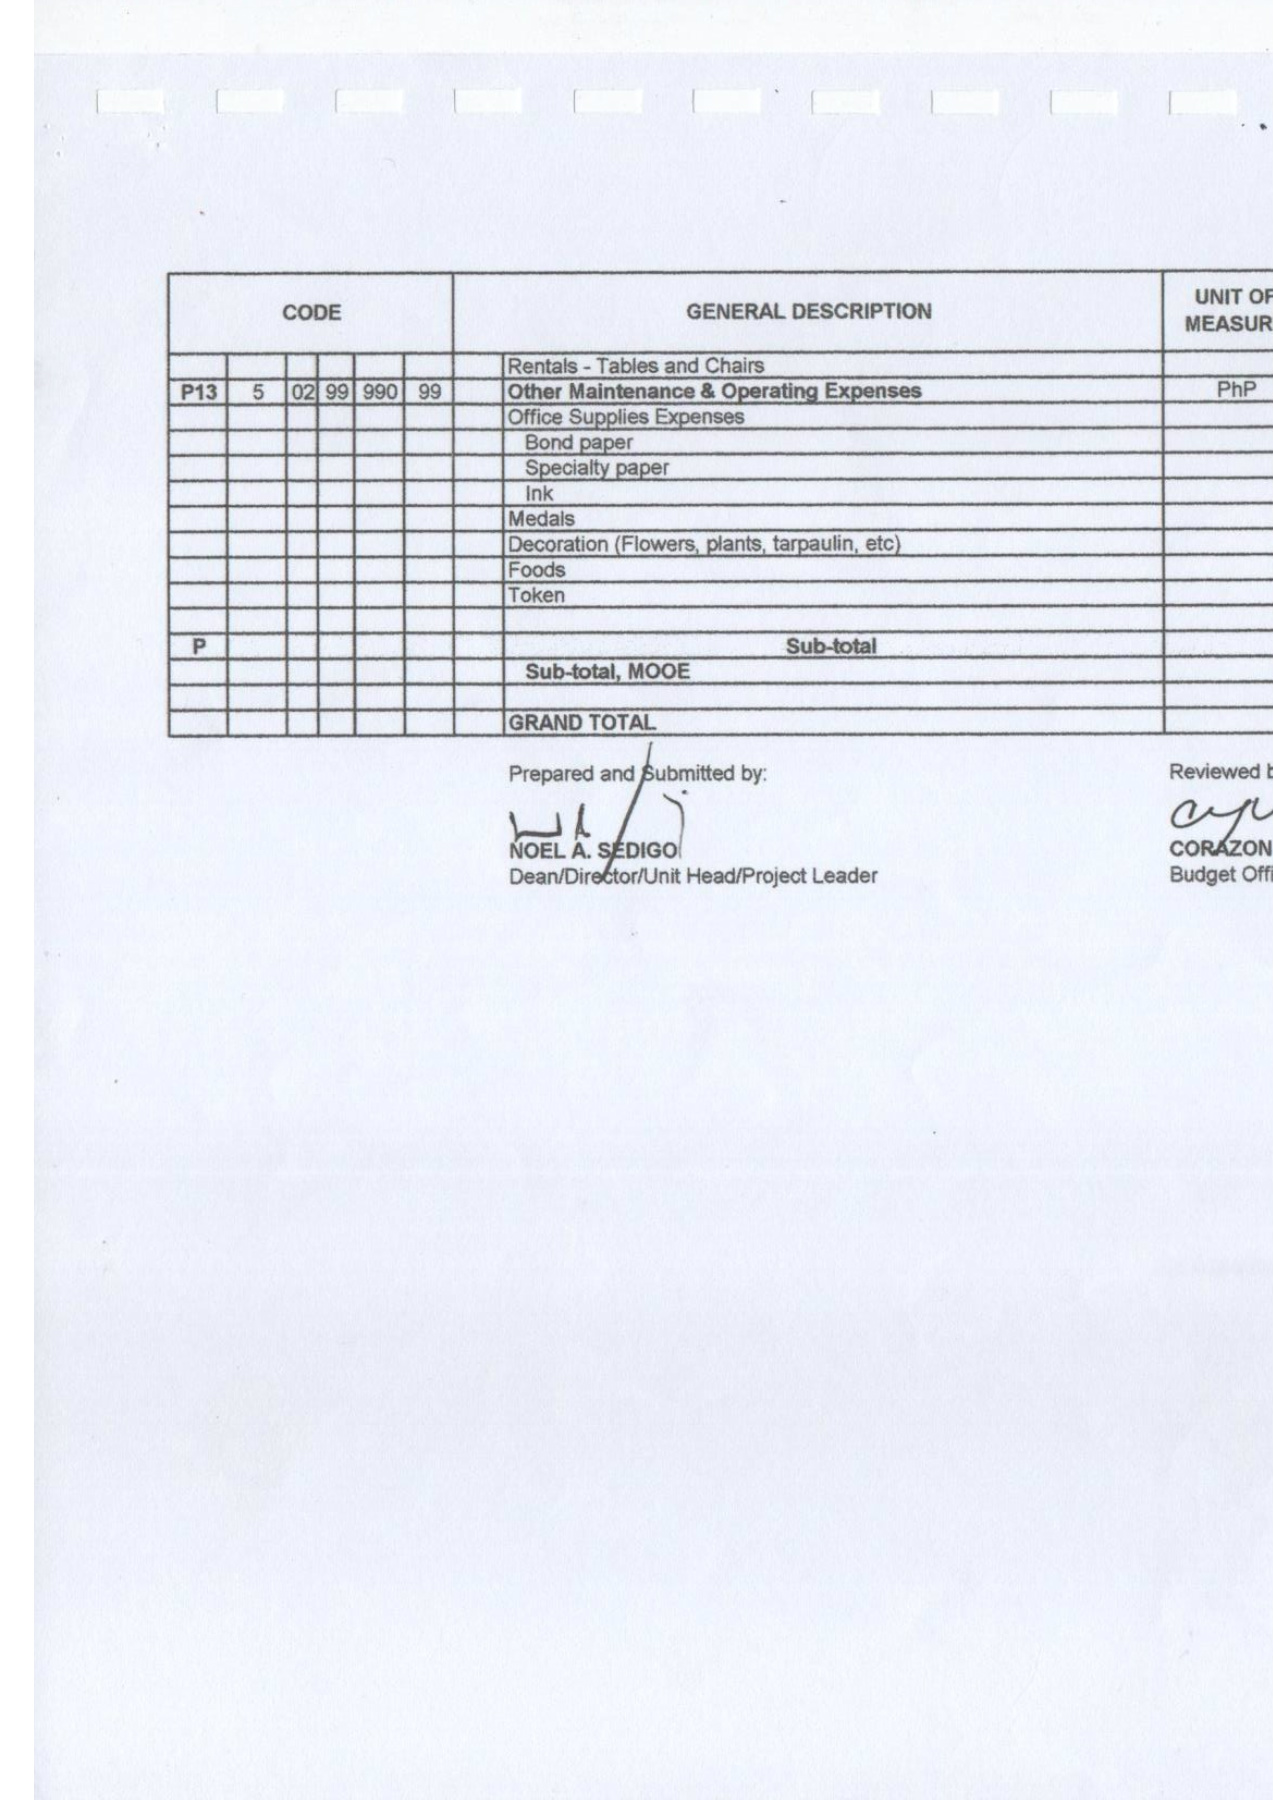 CODE GENERAL DESCRIPTION UNIT OF
MEASUR
Rentals - Tables and Chairs
P13 5 02 99 990 99 Other Maintenance & Operating Expenses PhP
Office Supplies Expenses
Bond paper
Specialty paper
Ink
Medals
Decoration (Flowers, plants, tarpaulin, etc)
Foods
Token
P Sub-total
Sub-total, MOOE
GRAND TOTAL
Prepared and Submitted by: Reviewed b
NOEL A. SEDIGO CORAZON
Dean/Director/Unit Head/Project Leader Budget Offi